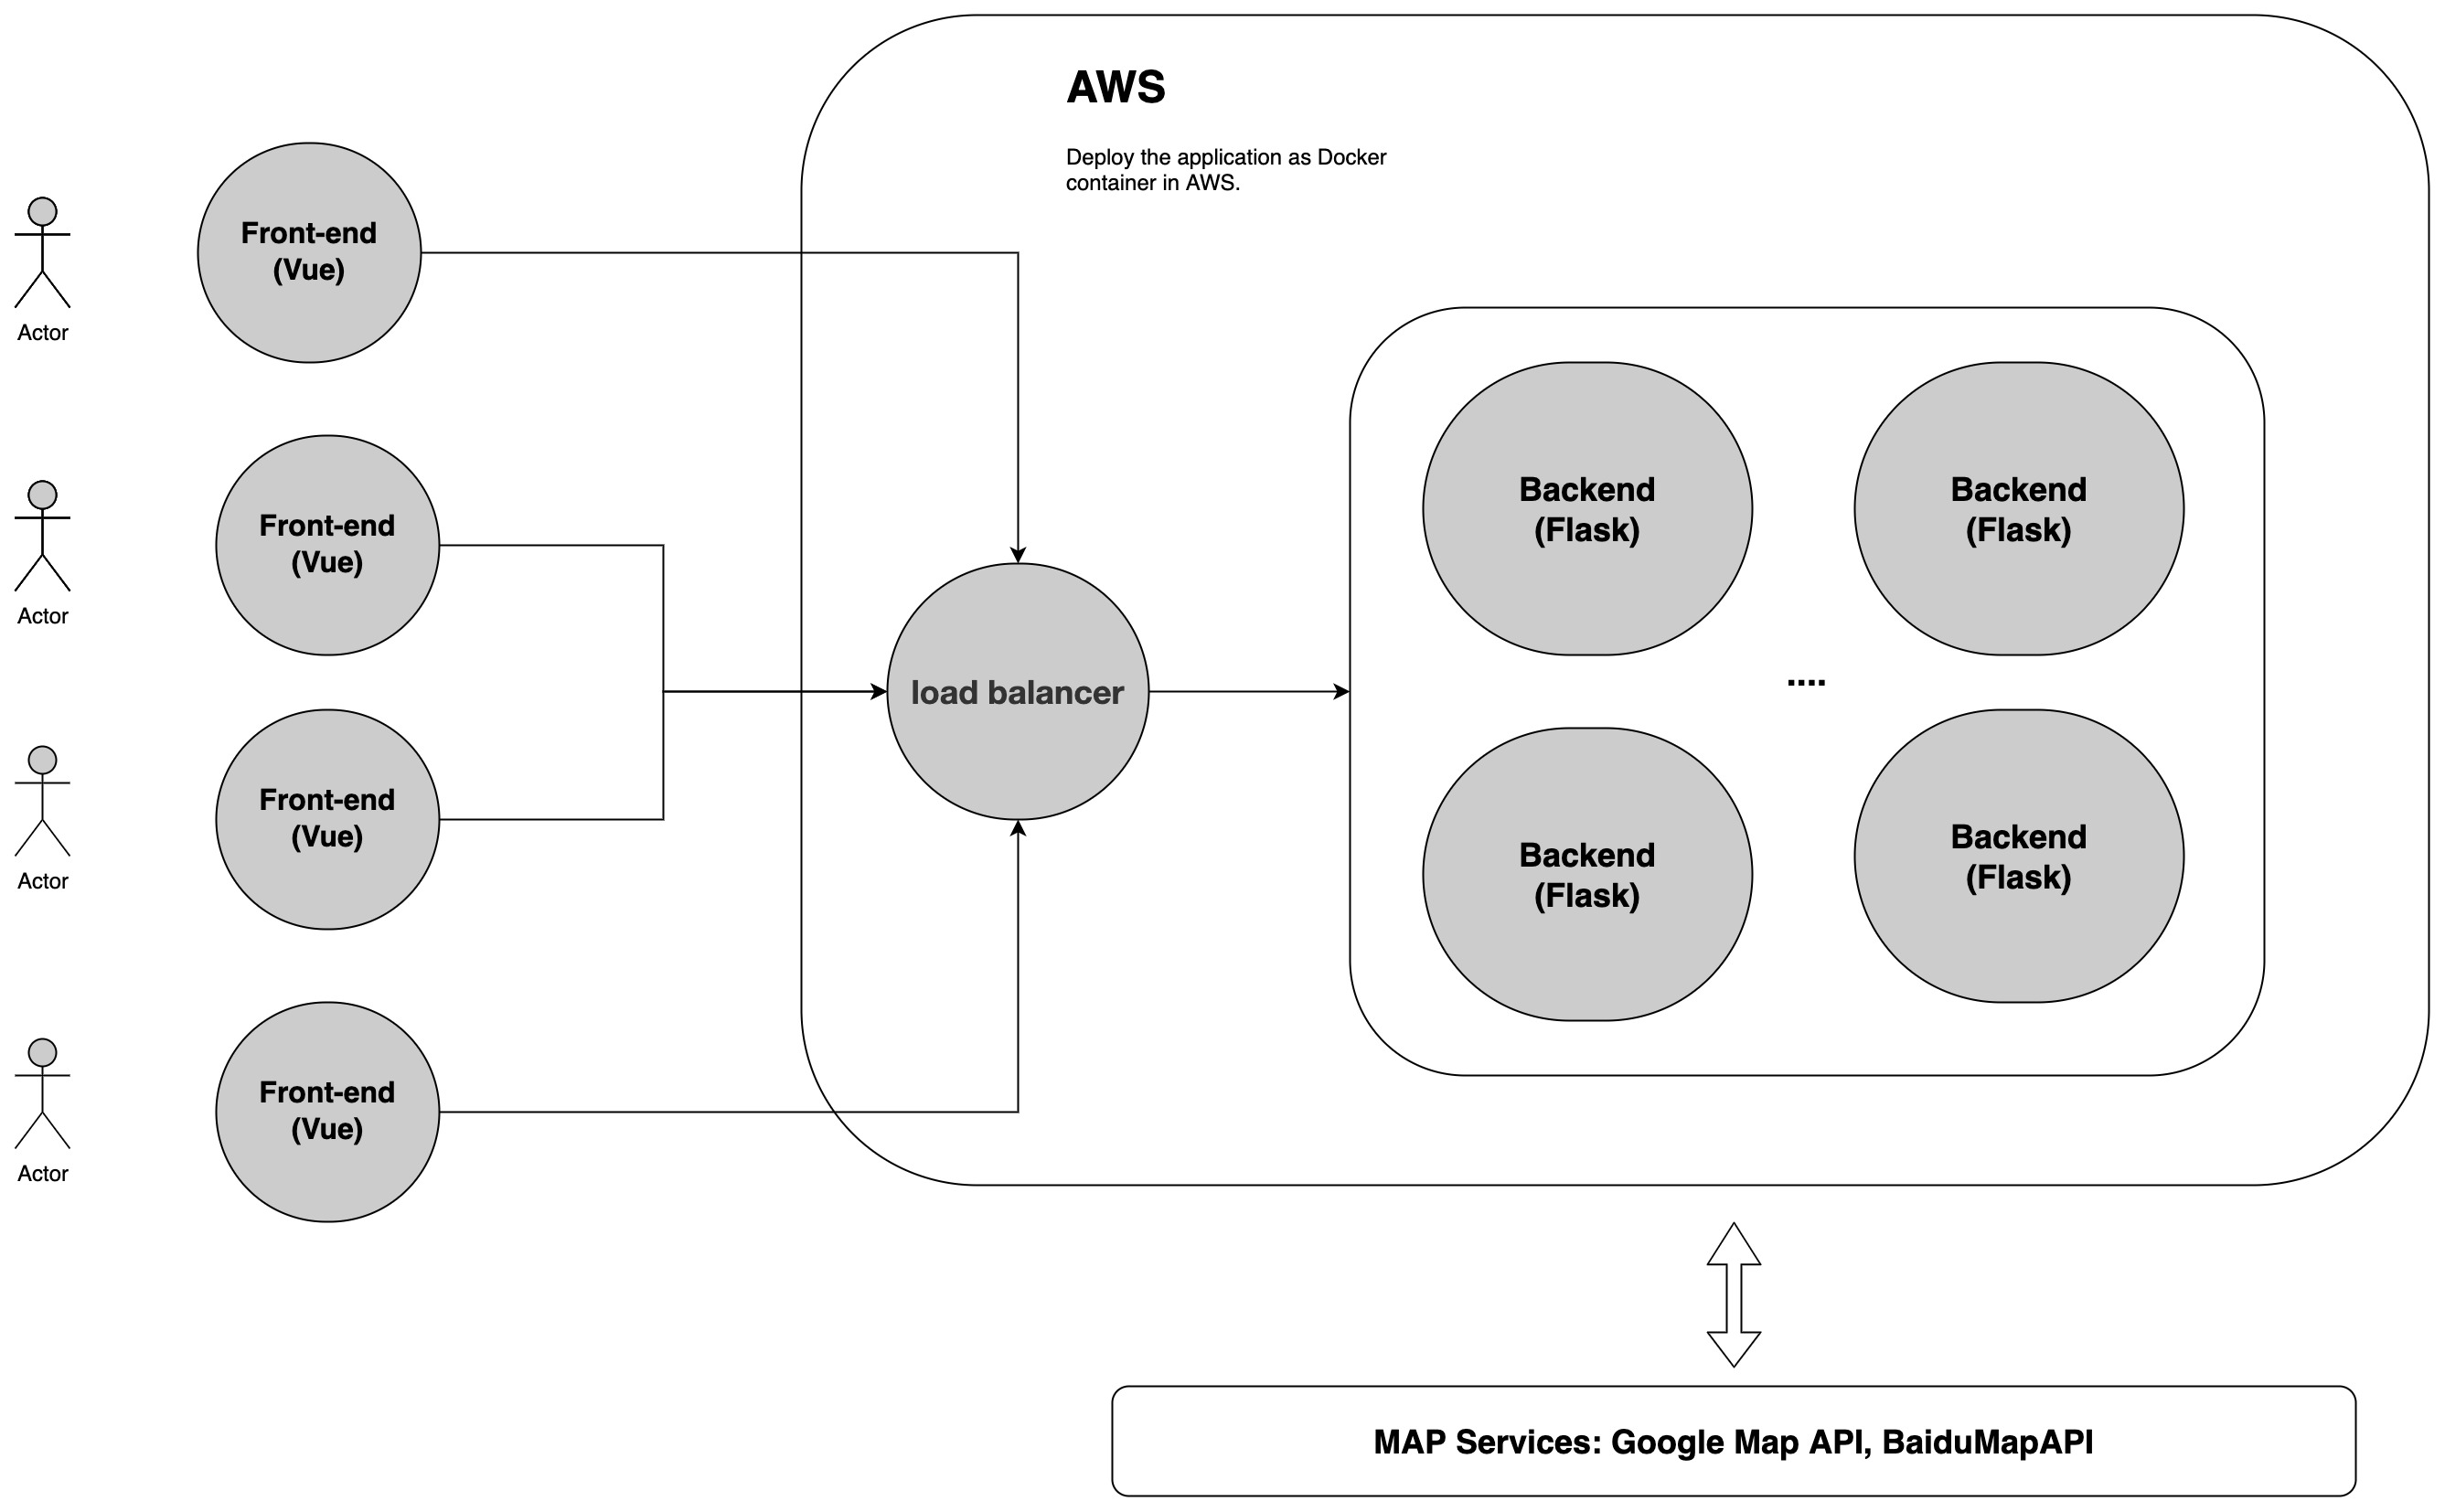 AWS
Deploy the application as Docker
container in AWS.
Actor
Front-end
(Vue)
Actor
Front-end
(Vue)
Actor
Front-end
(Vue)
Actor
Front-end
(Vue)
load balancer
Backend
(Flask)
Backend
(Flask)
....
Backend
(Flask)
Backend
(Flask)
MAP Services: Google Map API, BaiduMapAPI